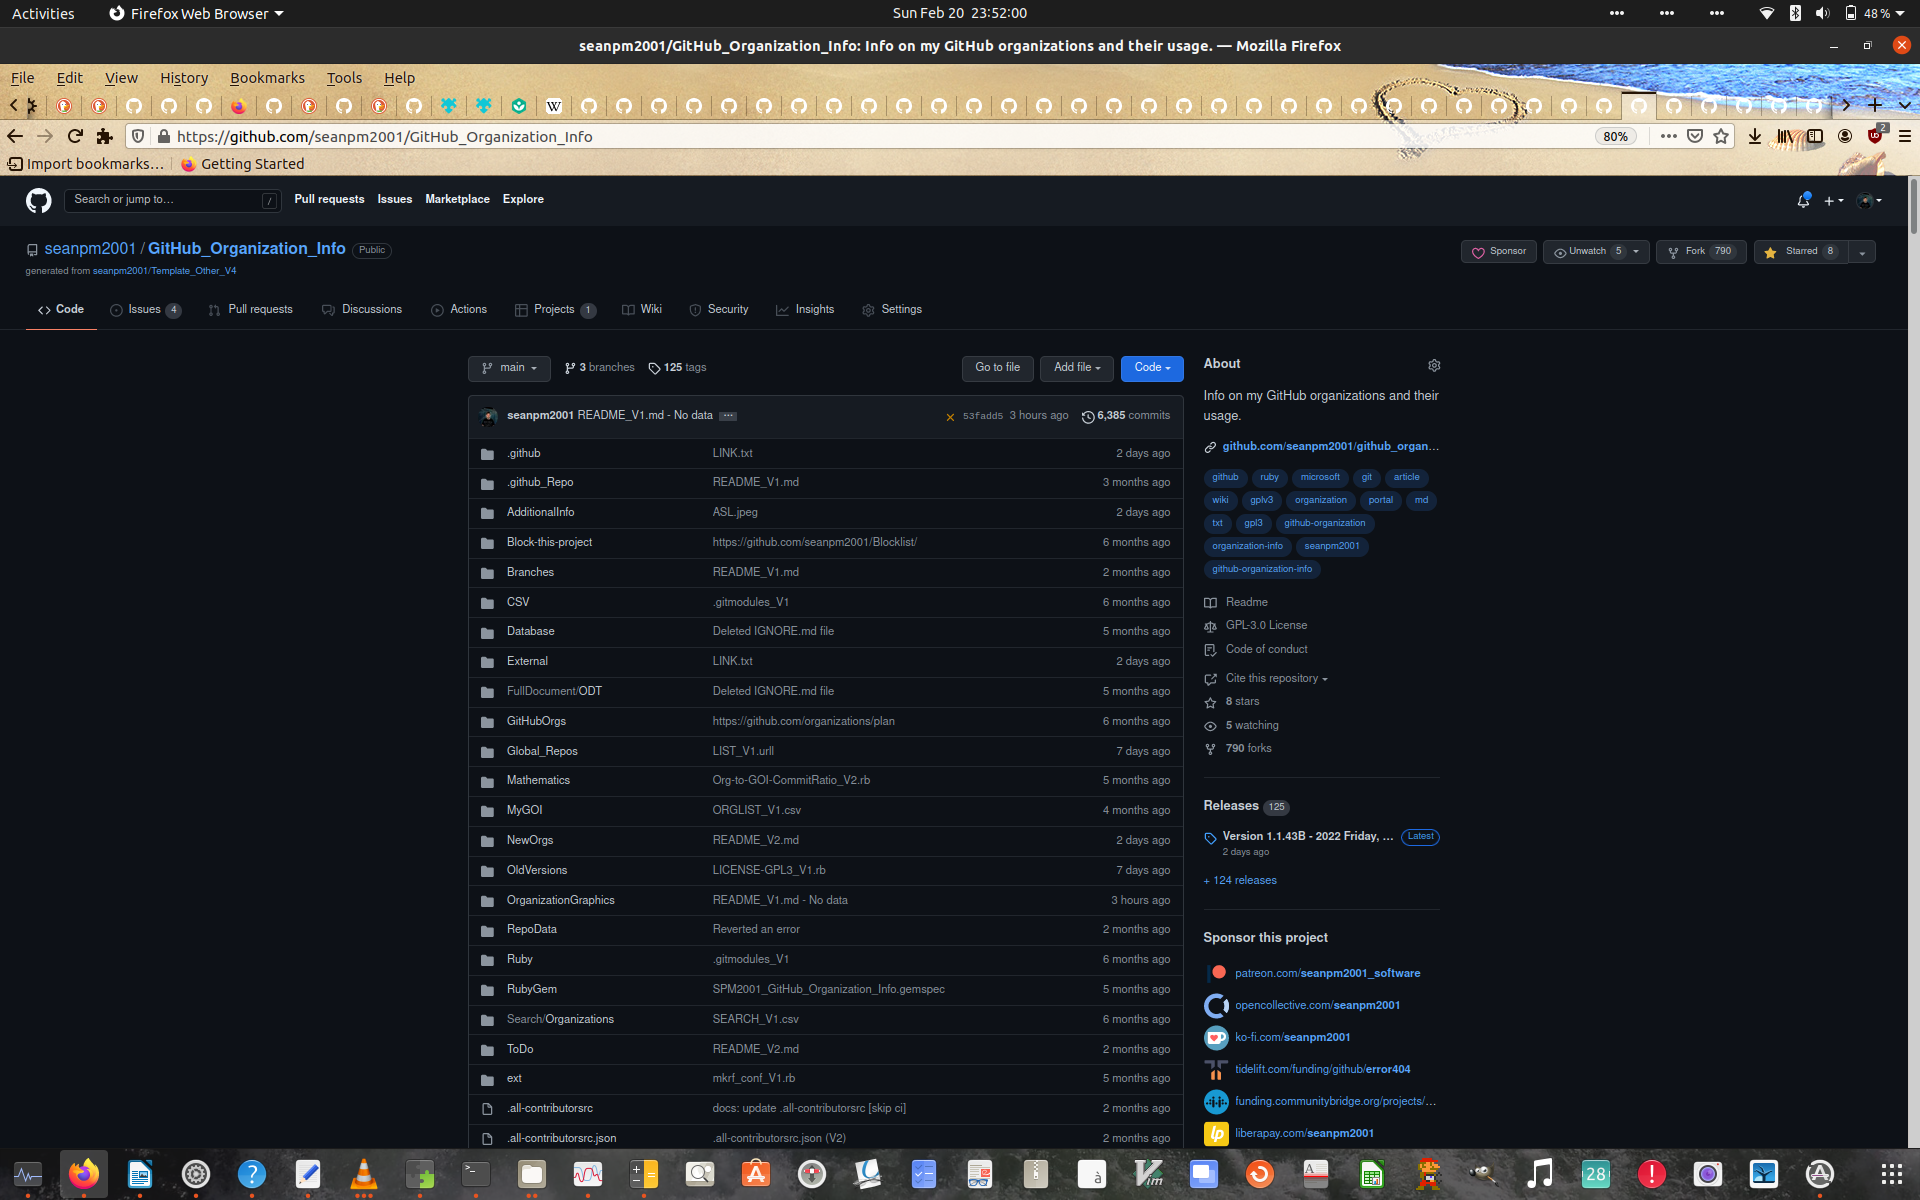 Activities Firefox Web Browser Sun Feb 20 23:52:00 48 %
seanpm2001/GitHub_Organization_Info: Info on my GitHub organizations and their usage. — Mozilla Firefox
File Edit View History Bookmarks Tools Help
W
https://github.com/seanpm2001/GitHub_Organization_Info 80% 2
Import bookmarks… Getting Started
Search or jump to… / Pull requests Issues Marketplace Explore
seanpm2001 / GitHub_Organization_Info Public Sponsor Unwatch 5 Fork 790 Starred 8
generated from seanpm2001/Template_Other_V4
Code Issues 4 Pull requests Discussions Actions Projects 1 Wiki Security Insights Settings
main 3 branches 125 tags Go to file Add file Code
seanpm2001 README_V1.md - No data ... 53fadd5 3 hours ago 6,385 commits
.github LINK.txt 2 days ago
.github_Repo README_V1.md 3 months ago
AdditionalInfo ASL.jpeg 2 days ago
Block-this-project https://github.com/seanpm2001/Blocklist/ 6 months ago
Branches README_V1.md 2 months ago
CSV .gitmodules_V1 6 months ago
Database Deleted IGNORE.md file 5 months ago
External LINK.txt 2 days ago
FullDocument/ODT Deleted IGNORE.md file 5 months ago
GitHubOrgs https://github.com/organizations/plan 6 months ago
Global_Repos LIST_V1.urll 7 days ago
Mathematics Org-to-GOI-CommitRatio_V2.rb 5 months ago
MyGOI ORGLIST_V1.csv 4 months ago
NewOrgs README_V2.md 2 days ago
OldVersions LICENSE-GPL3_V1.rb 7 days ago
OrganizationGraphics README_V1.md - No data 3 hours ago
RepoData Reverted an error 2 months ago
Ruby .gitmodules_V1 6 months ago
RubyGem SPM2001_GitHub_Organization_Info.gemspec 5 months ago
Search/Organizations SEARCH_V1.csv 6 months ago
ToDo README_V2.md 2 months ago
ext mkrf_conf_V1.rb 5 months ago
.all-contributorsrc docs: update .all-contributorsrc [skip ci] 2 months ago
.all-contributorsrc.json .all-contributorsrc.json (V2) 2 months ago
About
Info on my GitHub organizations and their
usage.
github.com/seanpm2001/github_organ…
github ruby microsoft git article
wiki gplv3 organization portal md
txt gpl3 github-organization
organization-info seanpm2001
github-organization-info
Readme
GPL-3.0 License
Code of conduct
Cite this repository
8 stars
5 watching
790 forks
Releases 125
Version 1.1.43B - 2022 Friday, … Latest
2 days ago
+ 124 releases
Sponsor this project
patreon.com/seanpm2001_software
opencollective.com/seanpm2001
ko-fi.com/seanpm2001
tidelift.com/funding/github/error404
funding.communitybridge.org/projects/…
lp liberapay.com/seanpm2001
? à Vim A 28